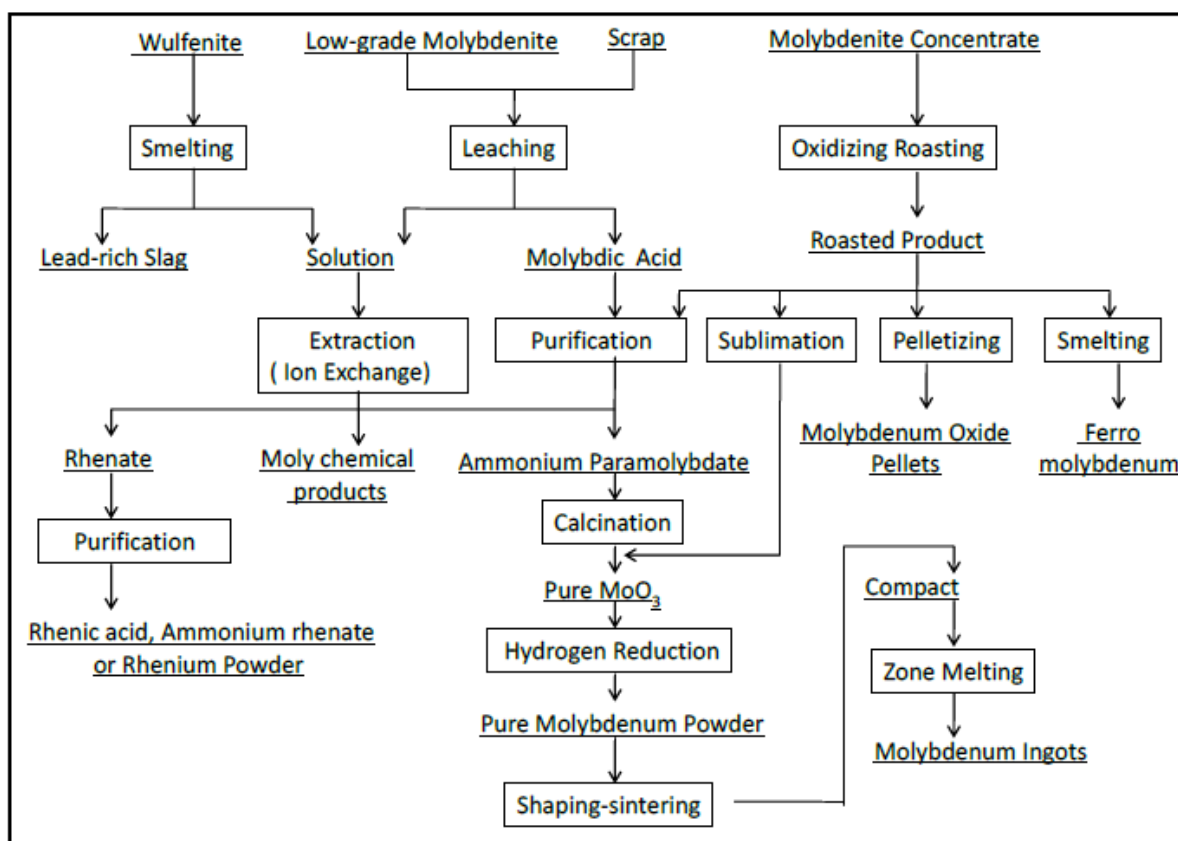 Wulfenite
Low-grade Molybdenite
Scrap
Molybdenite Concentrate
Smelting
Leaching
Oxidizing Roasting
Lead-rich Slag
Solution
Molybdic Acid
Roasted Product
Extraction
( Ion Exchange)
Purification
Sublimation
Pelletizing
Smelting
Rhenate
Moly chemical
products
Ammonium Paramolybdate
Molybdenum Oxide
Pellets
Ferro
molybdenum
Purification
Calcination
Pure MoO₃
Compact
Rhenic acid, Ammonium rhenate
or Rhenium Powder
Hydrogen Reduction
Zone Melting
Pure Molybdenum Powder
Molybdenum Ingots
Shaping-sintering